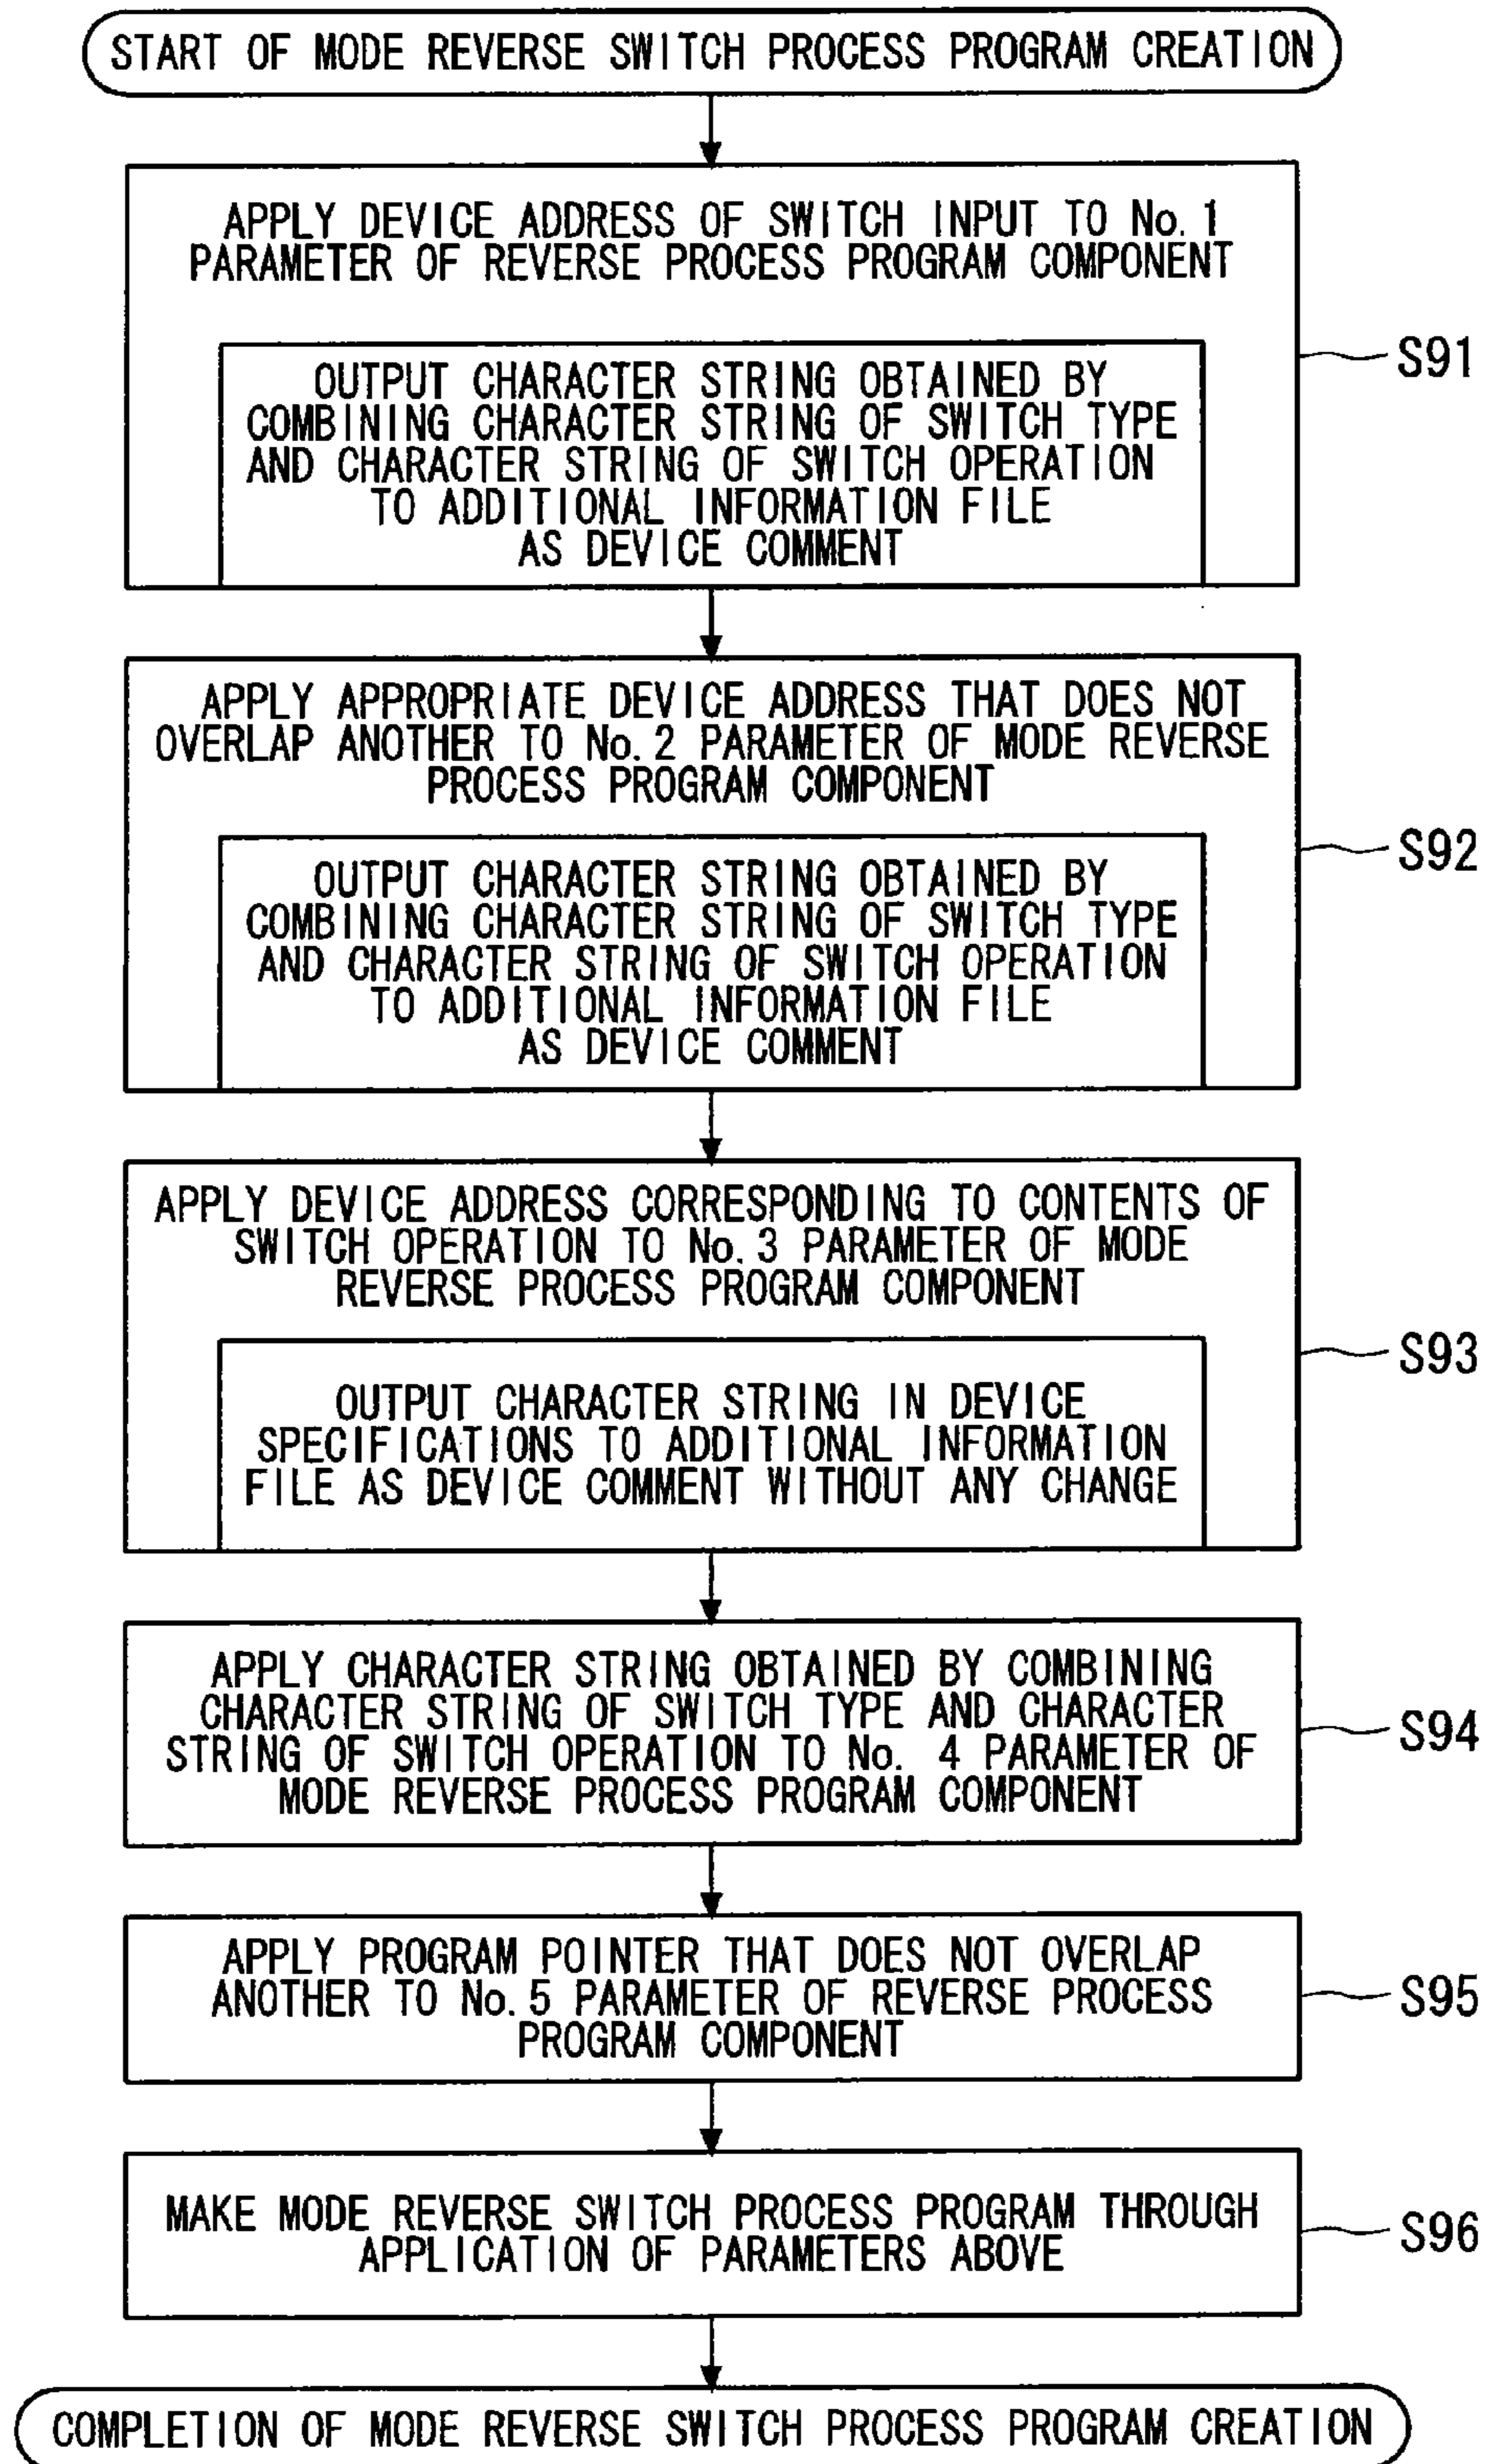 START OF MODE REVERSE SWITCH PROCESS PROGRAM CREATION
APPLY DEVICE ADDRESS OF SWITCH INPUT TO No. 1
PARAMETER OF REVERSE PROCESS PROGRAM COMPONENT
OUTPUT CHARACTER STRING OBTAINED BY
COMBINING CHARACTER STRING OF SWITCH TYPE
AND CHARACTER STRING OF SWITCH OPERATION
TO ADDITIONAL INFORMATION FILE
AS DEVICE COMMENT
S91
APPLY APPROPRIATE DEVICE ADDRESS THAT DOES NOT
OVERLAP ANOTHER TO No. 2 PARAMETER OF MODE REVERSE
PROCESS PROGRAM COMPONENT
OUTPUT CHARACTER STRING OBTAINED BY
COMBINING CHARACTER STRING OF SWITCH TYPE
AND CHARACTER STRING OF SWITCH OPERATION
TO ADDITIONAL INFORMATION FILE
AS DEVICE COMMENT
S92
APPLY DEVICE ADDRESS CORRESPONDING TO CONTENTS OF
SWITCH OPERATION TO No. 3 PARAMETER OF MODE
REVERSE PROCESS PROGRAM COMPONENT
OUTPUT CHARACTER STRING IN DEVICE
SPECIFICATIONS TO ADDITIONAL INFORMATION
FILE AS DEVICE COMMENT WITHOUT ANY CHANGE
S93
APPLY CHARACTER STRING OBTAINED BY COMBINING
CHARACTER STRING OF SWITCH TYPE AND CHARACTER
STRING OF SWITCH OPERATION TO No. 4 PARAMETER OF
MODE REVERSE PROCESS PROGRAM COMPONENT
S94
APPLY PROGRAM POINTER THAT DOES NOT OVERLAP
ANOTHER TO No. 5 PARAMETER OF REVERSE PROCESS
PROGRAM COMPONENT
S95
MAKE MODE REVERSE SWITCH PROCESS PROGRAM THROUGH
APPLICATION OF PARAMETERS ABOVE
S96
COMPLETION OF MODE REVERSE SWITCH PROCESS PROGRAM CREATION